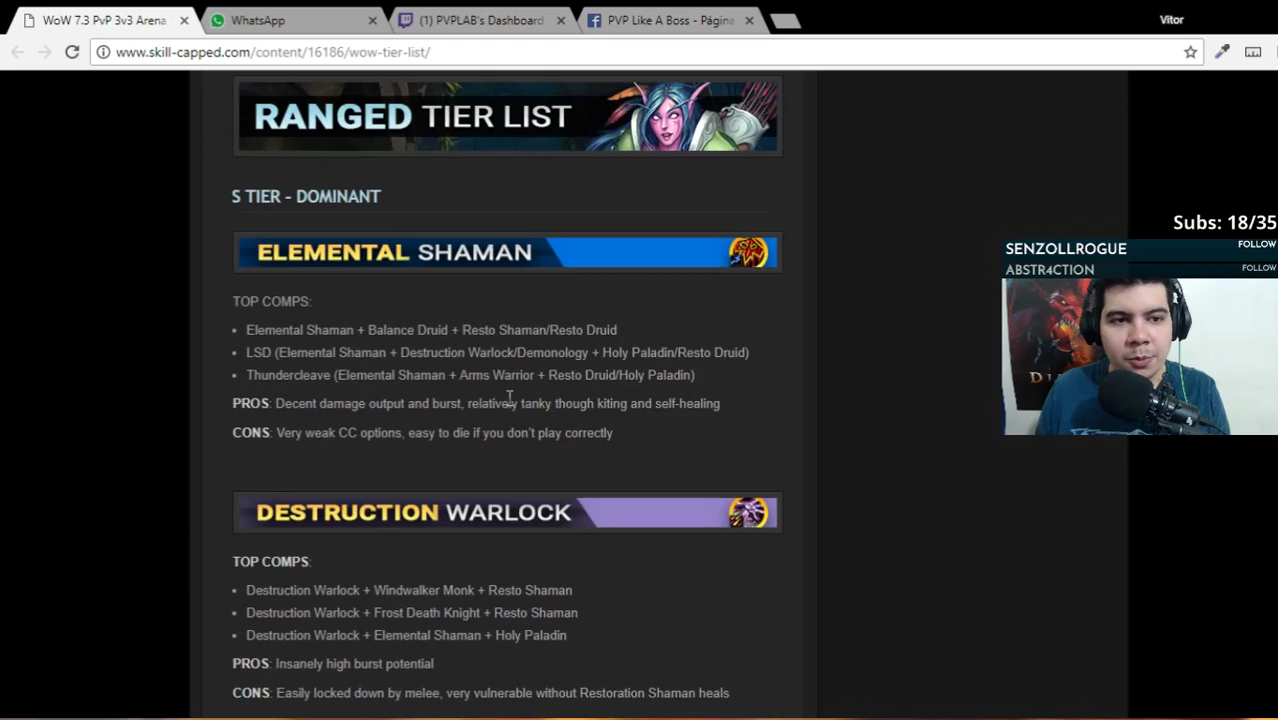 WoW 7.3 PvP 3v3 Arena
WhatsApp
(1) PVPLAB's Dashboard
PVP Like A Boss - Página
Vitor
www.skill-capped.com/content/16186/wow-tier-list/
RANGED TIER LIST
S TIER - DOMINANT
ELEMENTAL SHAMAN
TOP COMPS:
Elemental Shaman + Balance Druid + Resto Shaman/Resto Druid
LSD (Elemental Shaman + Destruction Warlock/Demonology + Holy Paladin/Resto Druid)
Thundercleave (Elemental Shaman + Arms Warrior + Resto Druid/Holy Paladin)
PROS: Decent damage output and burst, relatively tanky though kiting and self-healing
CONS: Very weak CC options, easy to die if you don't play correctly
DESTRUCTION WARLOCK
TOP COMPS:
Destruction Warlock + Windwalker Monk + Resto Shaman
Destruction Warlock + Frost Death Knight + Resto Shaman
Destruction Warlock + Elemental Shaman + Holy Paladin
PROS: Insanely high burst potential
CONS: Easily locked down by melee, very vulnerable without Restoration Shaman heals
Subs: 18/35
SENZOLLROGUE FOLLOW
ABSTR4CTION FOLLOW